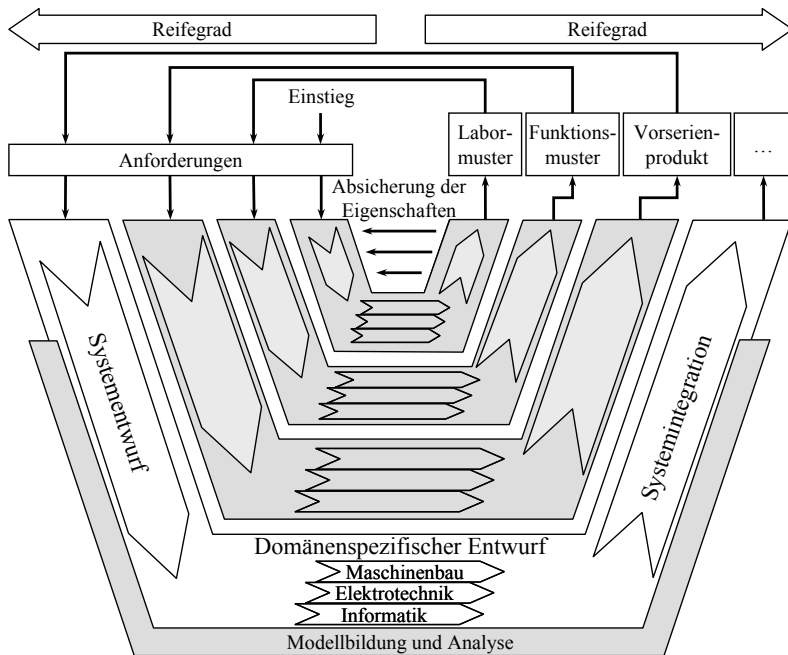 Reifegrad
Reifegrad
Einstieg
Anforderungen
Labor-
muster
Funktions-
muster
Vorserien-
produkt
…
Absicherung der
Eigenschaften
Systementwurf
Systemintegration
Domänenspezifischer Entwurf
Maschinenbau
Elektrotechnik
Informatik
Modellbildung und Analyse